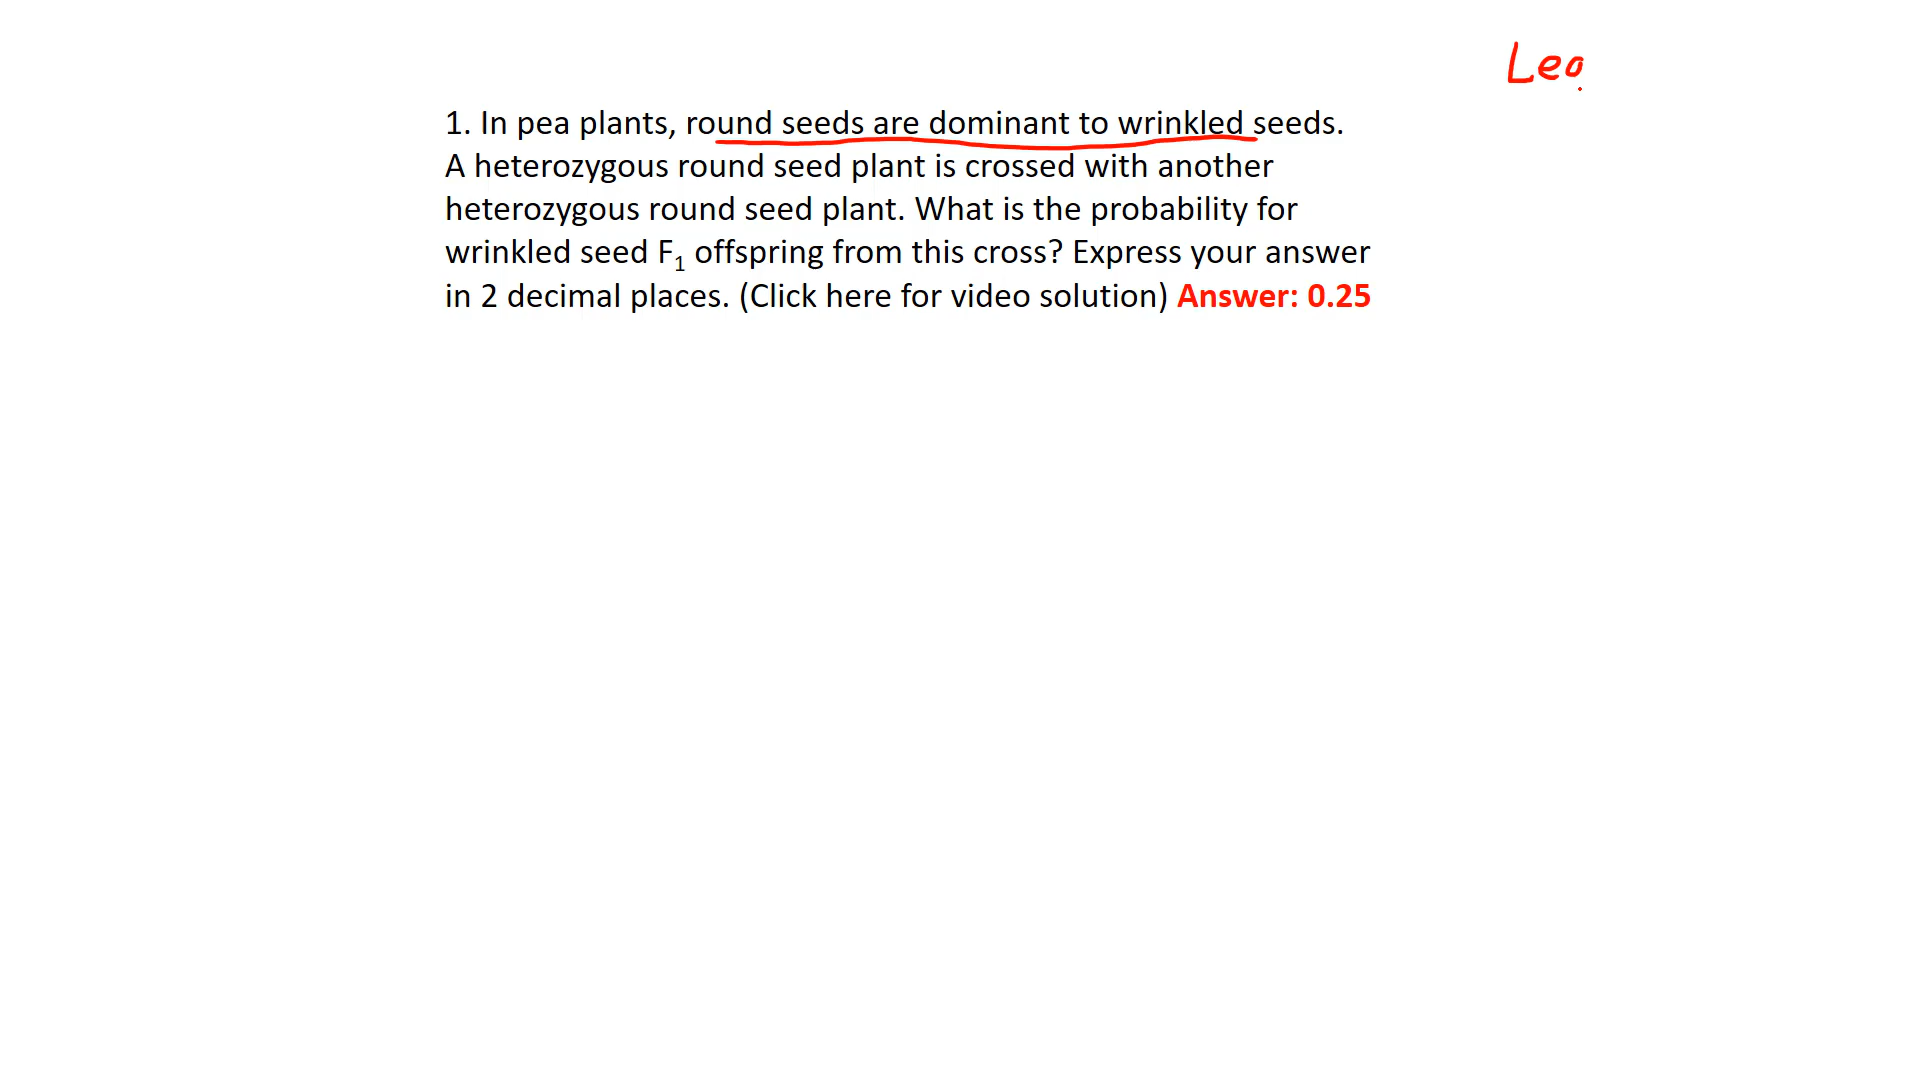 Leo
1. In pea plants, round seeds are dominant to wrinkled seeds.
A heterozygous round seed plant is crossed with another
heterozygous round seed plant. What is the probability for
wrinkled seed F₁ offspring from this cross? Express your answer
in 2 decimal places. (Click here for video solution) Answer: 0.25